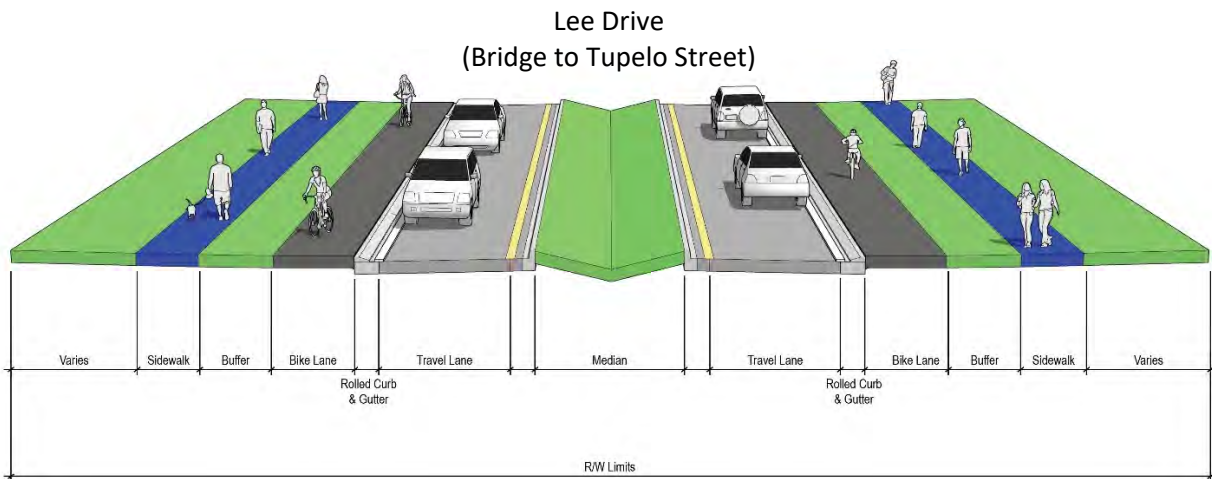 Lee Drive
(Bridge to Tupelo Street)
Varies
Sidewalk
Buffer
Bike Lane
Travel Lane
Median
Travel Lane
Bike Lane
Buffer
Sidewalk
Varies
Rolled Curb
& Gutter
Rolled Curb
& Gutter
R/W Limits